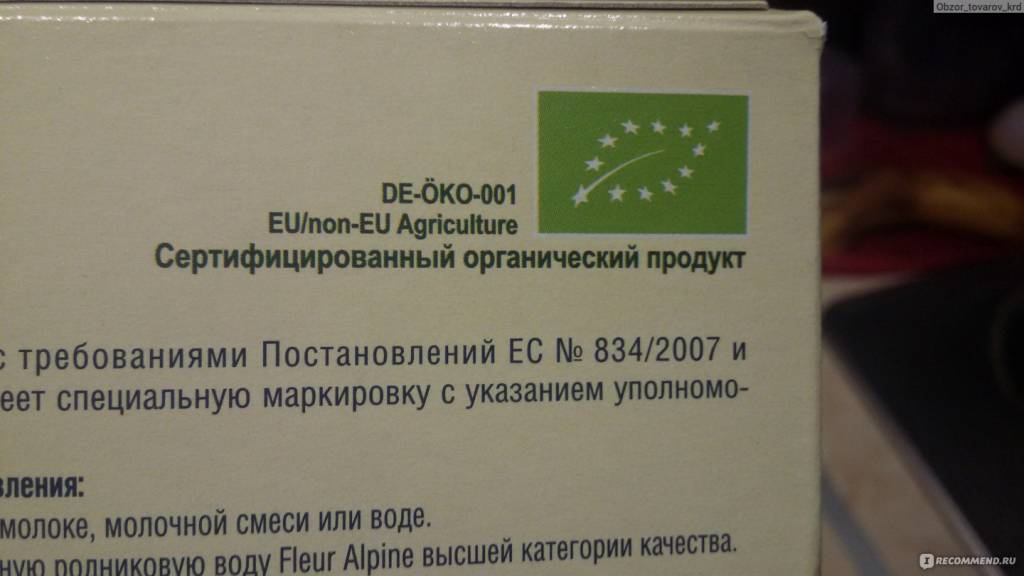 Obzor_tovarov_krd
DE-ÖKO-001
EU/non-EU Agriculture
Сертифицированный органический продукт
с требованиями Постановлений ЕС № 834/2007 и
еет специальную маркировку с указанием уполномо-
вления:
молоке, молочной смеси или воде.
ную родниковую воду Fleur Alpine высшей категории качества.
I RECOMMEND.RU